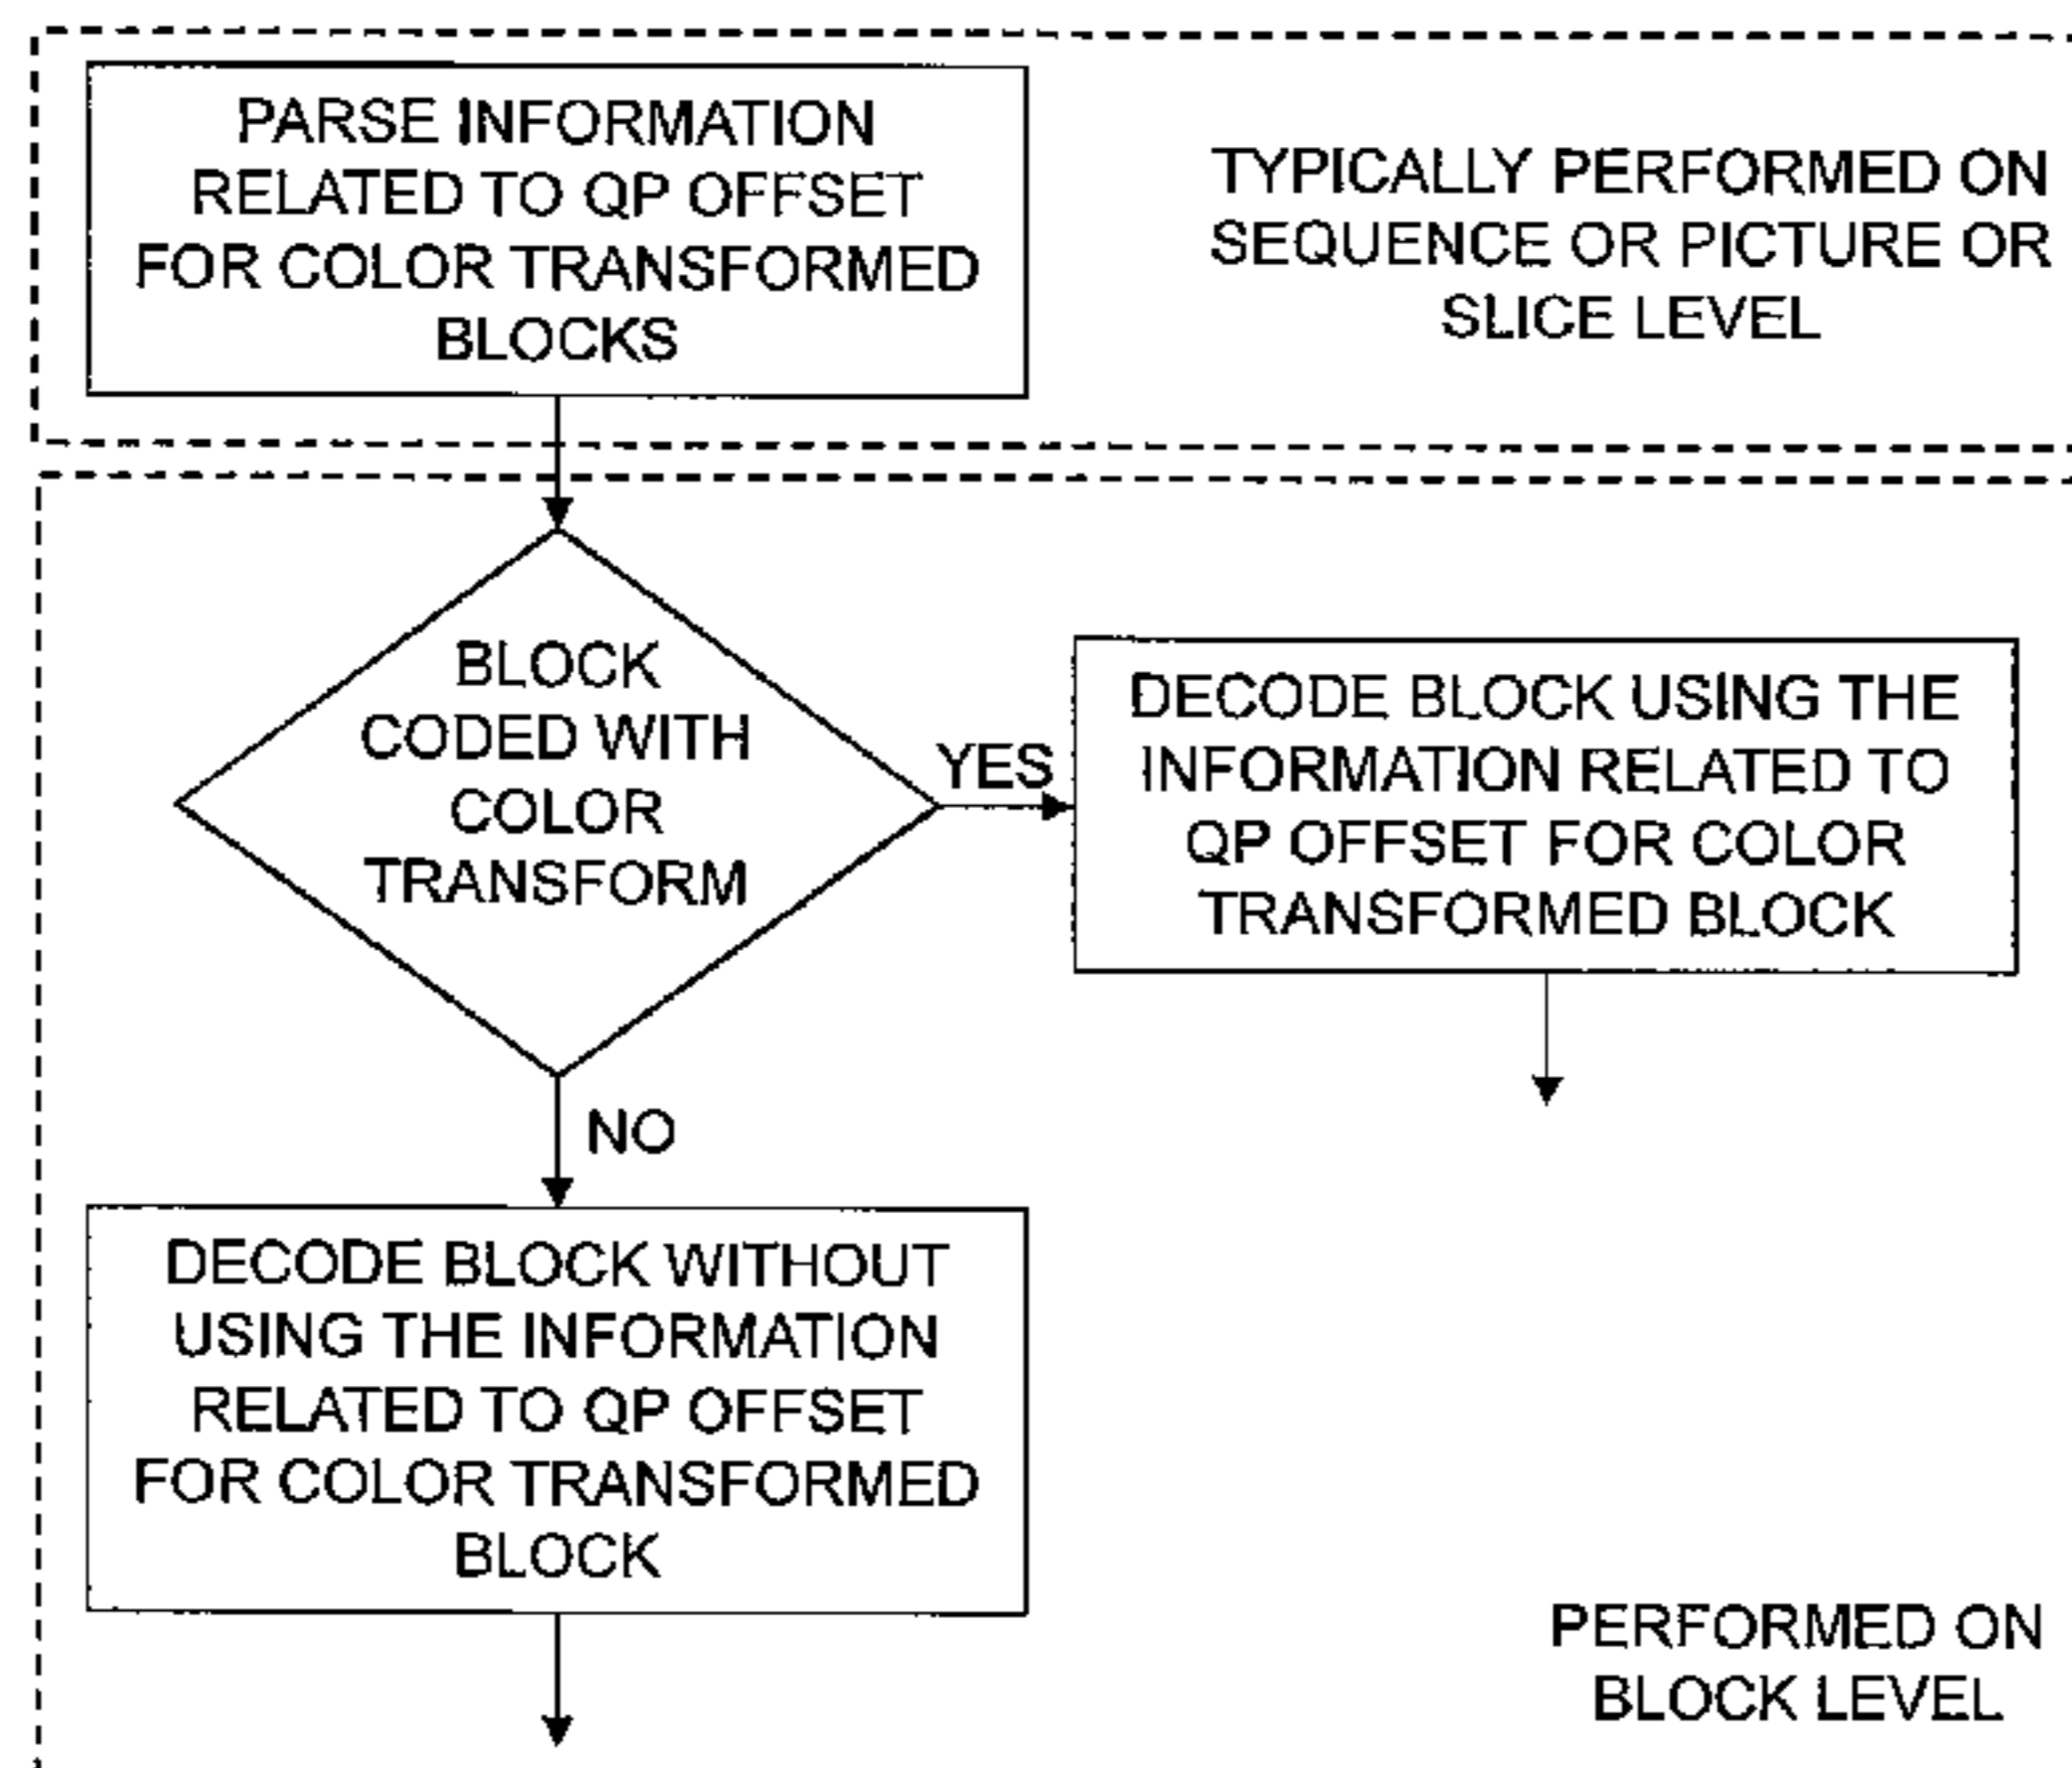 PARSE INFORMATION
RELATED TO QP OFFSET
FOR COLOR TRANSFORMED
BLOCKS
TYPICALLY PERFORMED ON
SEQUENCE OR PICTURE OR
SLICE LEVEL
BLOCK
CODED WITH
COLOR
TRANSFORM
YES
DECODE BLOCK USING THE
INFORMATION RELATED TO
QP OFFSET FOR COLOR
TRANSFORMED BLOCK
NO
DECODE BLOCK WITHOUT
USING THE INFORMATION
RELATED TO QP OFFSET
FOR COLOR TRANSFORMED
BLOCK
PERFORMED ON
BLOCK LEVEL